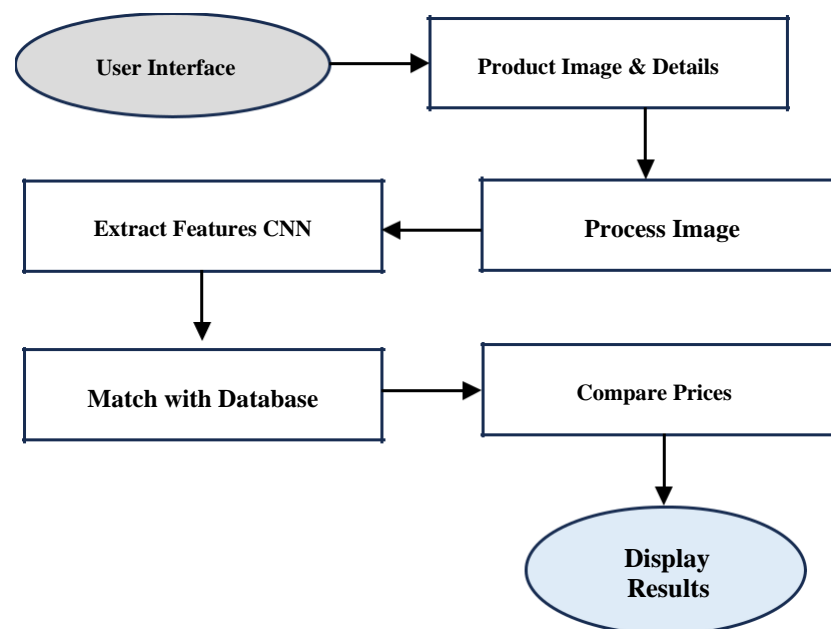 User Interface
Product Image & Details
Process Image
Extract Features CNN
Match with Database
Compare Prices
Display
Results